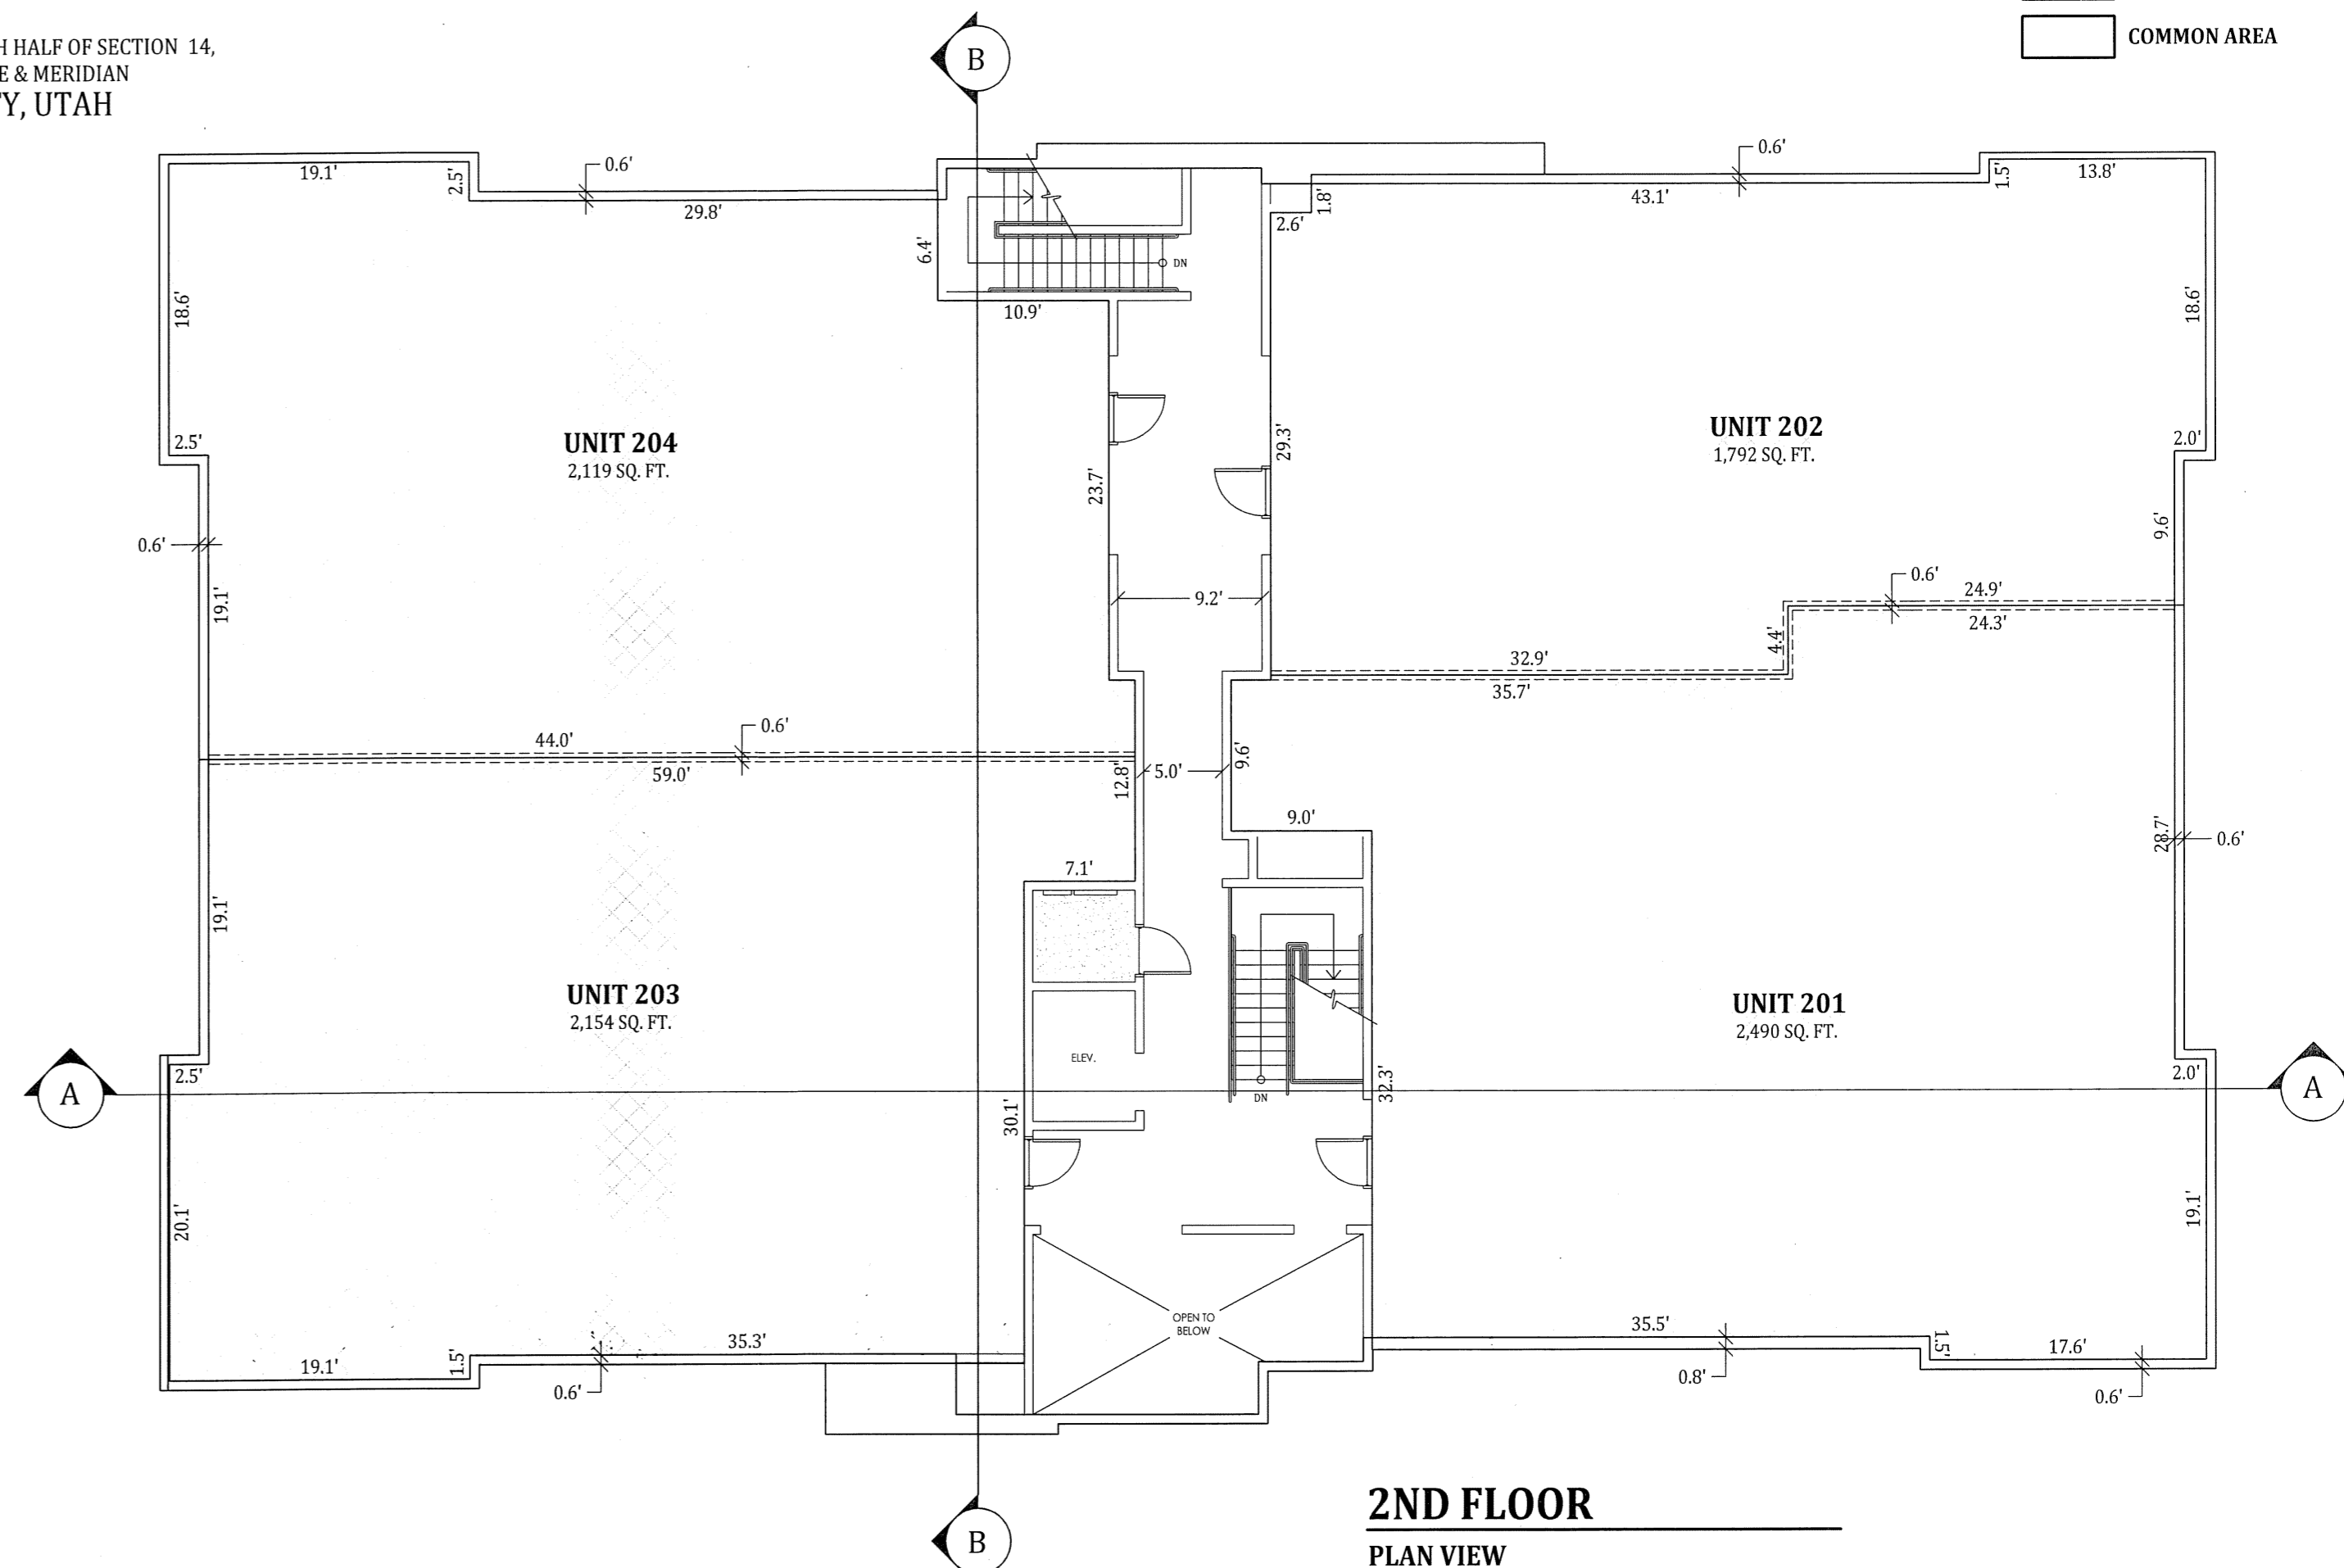 H HALF OF SECTION 14,
E & MERIDIAN
Y, UTAH
COMMON AREA
B
19.1'
2.5'
0.6'
29.8'
0.6'
43.1'
1.5'
13.8'
2.6'
1.8'
6.4'
DN
10.9'
18.6'
18.6'
2.5'
UNIT 204
2,119 SQ. FT.
23.7'
29.3'
UNIT 202
1,792 SQ. FT.
2.0'
9.6'
0.6'
19.1'
9.2'
0.6'
24.9'
24.3'
4.4'
32.9'
35.7'
44.0'
0.6'
59.0'
12.8'
5.0'
9.6'
9.0'
28.7'
0.6'
7.1'
19.1'
UNIT 203
2,154 SQ. FT.
ELEV.
UNIT 201
2,490 SQ. FT.
A
2.5'
DN
32.3'
2.0'
A
30.1'
20.1'
19.1'
OPEN TO
BELOW
19.1'
1.5'
35.3'
0.6'
35.5'
0.8'
1.5'
17.6'
0.6'
B
2ND FLOOR
PLAN VIEW